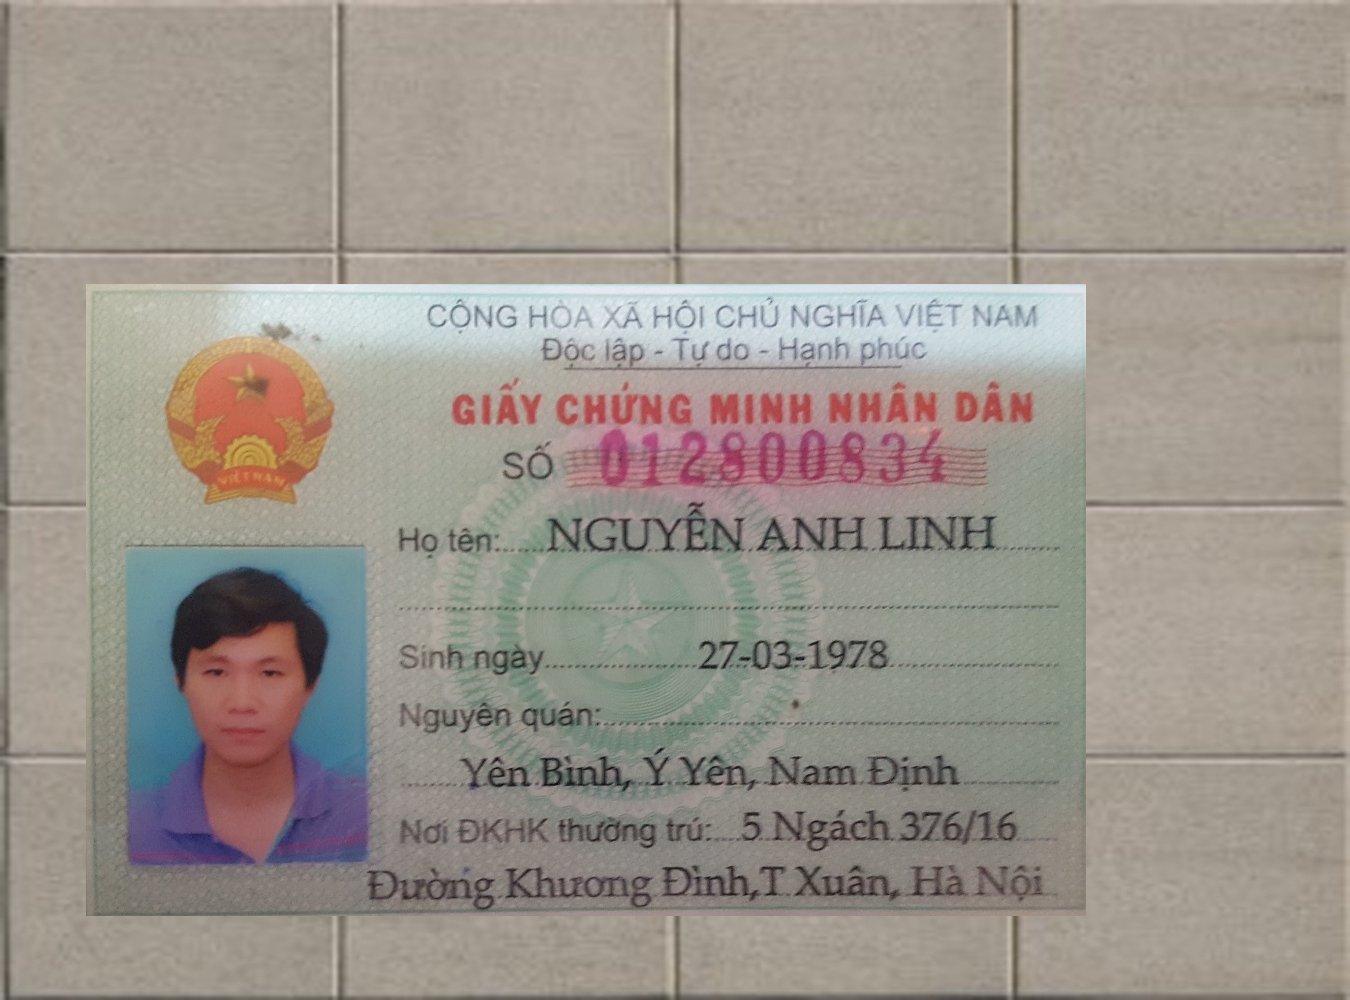 CỘNG HÒA XÃ HỘI CHỦ NGHĨA VIỆT NAM
Độc lập - Tự do - Hạnh phúc
GIẤY CHỨNG MINH NHÂN DÂN
SỐ 012800834
VIỆT NAM
Họ tên: NGUYỄN ANH LINH
Sinh ngày 27-03-1978
Nguyên quán:
Yên Bình, Ý Yên, Nam Định
Nơi ĐKHK thường trú: 5 Ngách 376/16
Đường Khương Đình,T Xuân, Hà Nội